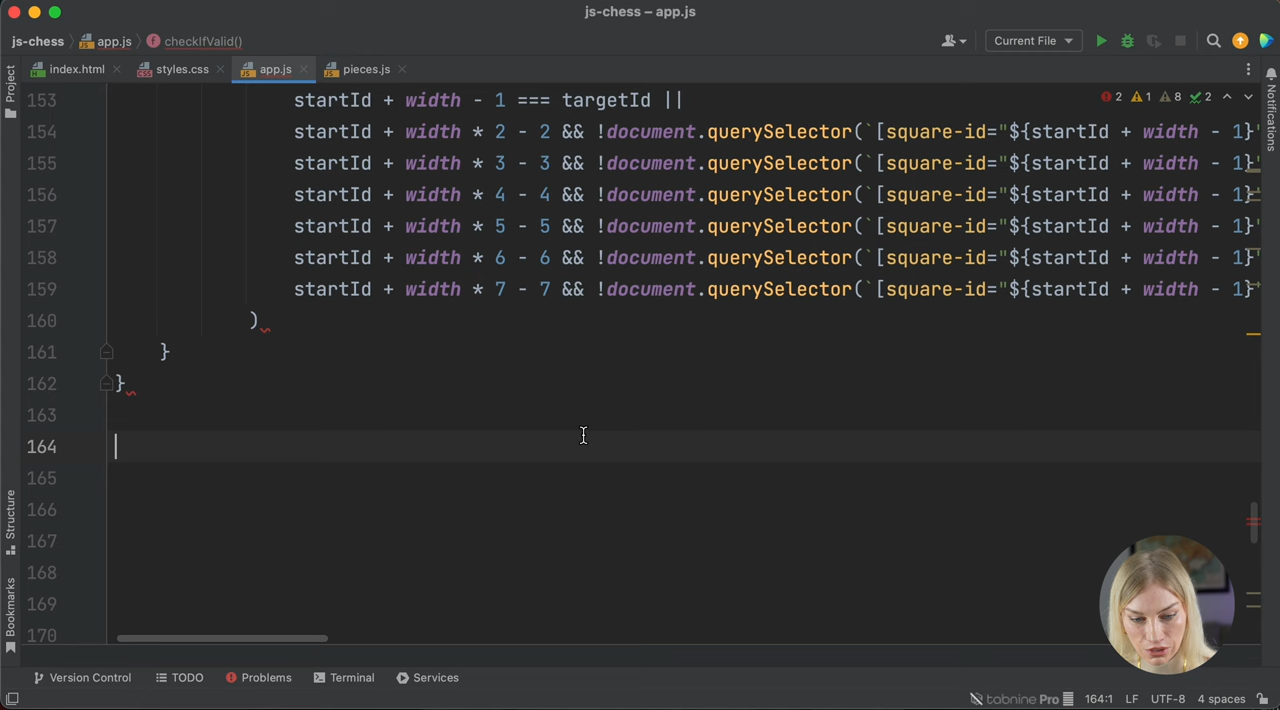 js-chess – app.js
js-chess app.js checkIfValid() Current File
Project
index.html styles.css app.js pieces.js
Notifications
2 1 8 2
153 startId + width - 1 === targetId ||
154 startId + width * 2 - 2 && !document.querySelector(`[square-id="${startId + width - 1}"
155 startId + width * 3 - 3 && !document.querySelector(`[square-id="${startId + width - 1}
156 startId + width * 4 - 4 && !document.querySelector(`[square-id="${startId + width - 1}
157 startId + width * 5 - 5 && !document.querySelector(`[square-id="${startId + width - 1}"
158 startId + width * 6 - 6 && !document.querySelector(`[square-id="${startId + width - 1}"
159 startId + width * 7 - 7 && !document.querySelector(`[square-id="${startId + width - 1}
160 )
161 }
162 }
163
164
165
166
167
168
169
170
Structure
Bookmarks
Version Control TODO Problems Terminal Services
tabnine Pro 164:1 LF UTF-8 4 spaces